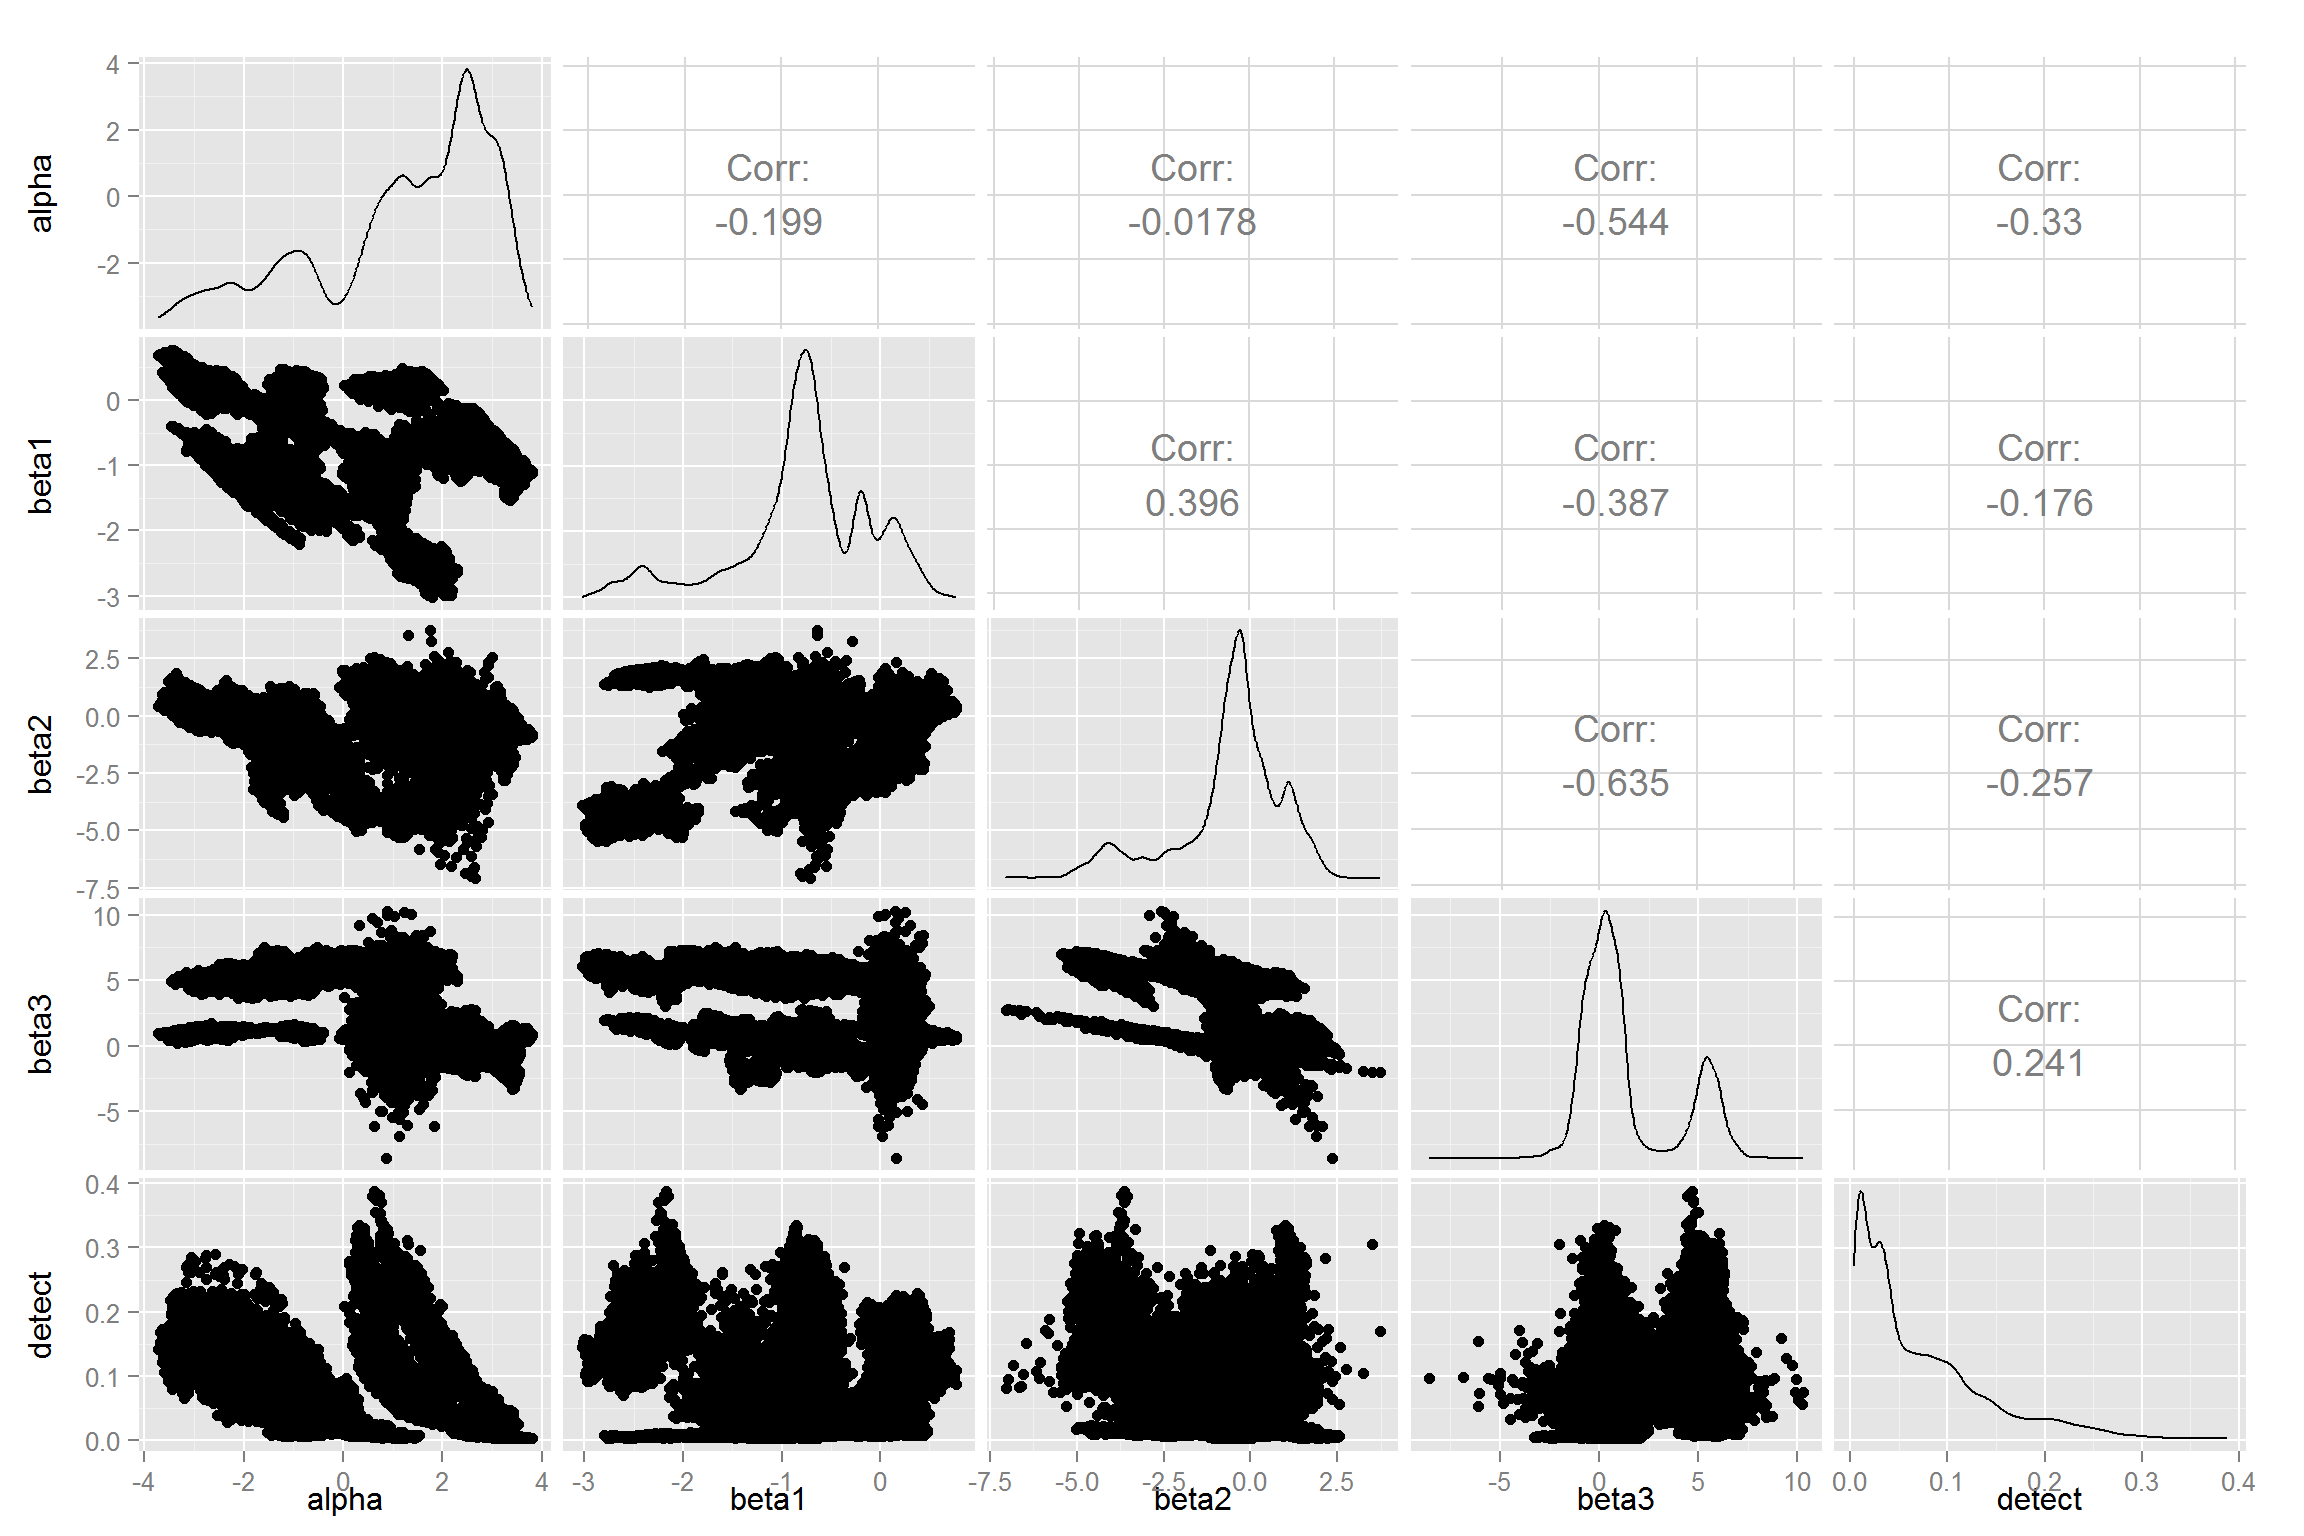 4
2
0
-2
alpha
Corr:
-0.199
Corr:
-0.0178
Corr:
-0.544
Corr:
-0.33
0
-1
-2
-3
beta1
Corr:
0.396
Corr:
-0.387
Corr:
-0.176
2.5
0.0
-2.5
-5.0
-7.5
beta2
Corr:
-0.635
Corr:
-0.257
10
5
0
-5
beta3
Corr:
0.241
0.4
0.3
0.2
0.1
0.0
detect
-4 -2 0 2 4
-3 -2 -1 0
-7.5 -5.0 -2.5 0.0 2.5
-5 0 5 10
0.0 0.1 0.2 0.3 0.4
alpha beta1 beta2 beta3 detect